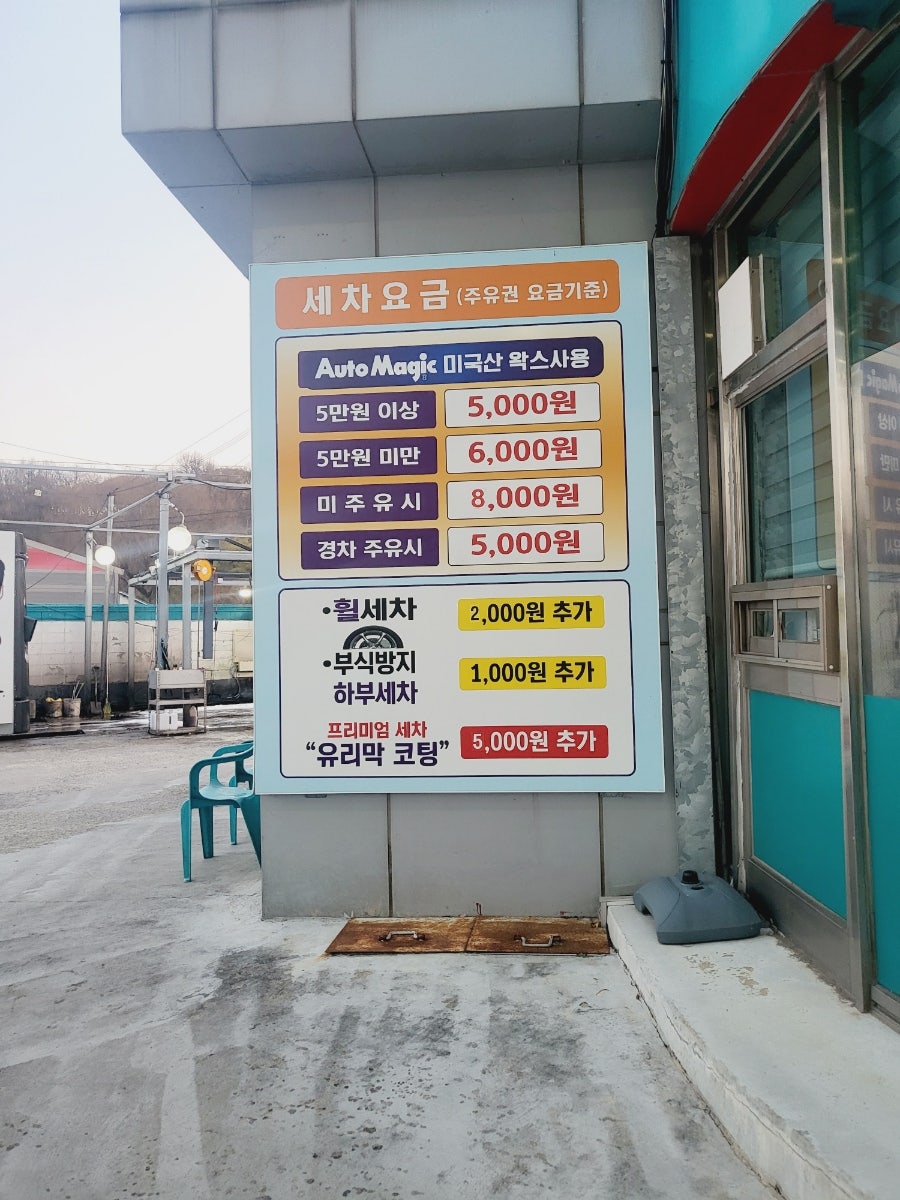 세차요금 (주유권 요금기준)
Auto Magic 미국산 왁스사용
5만원 이상 5,000원
5만원 미만 6,000원
미주유시 8,000원
경차 주유시 5,000원
•휠세차 2,000원 추가
•부식방지
하부세차 1,000원 추가
프리미엄 세차
“유리막 코팅” 5,000원 추가